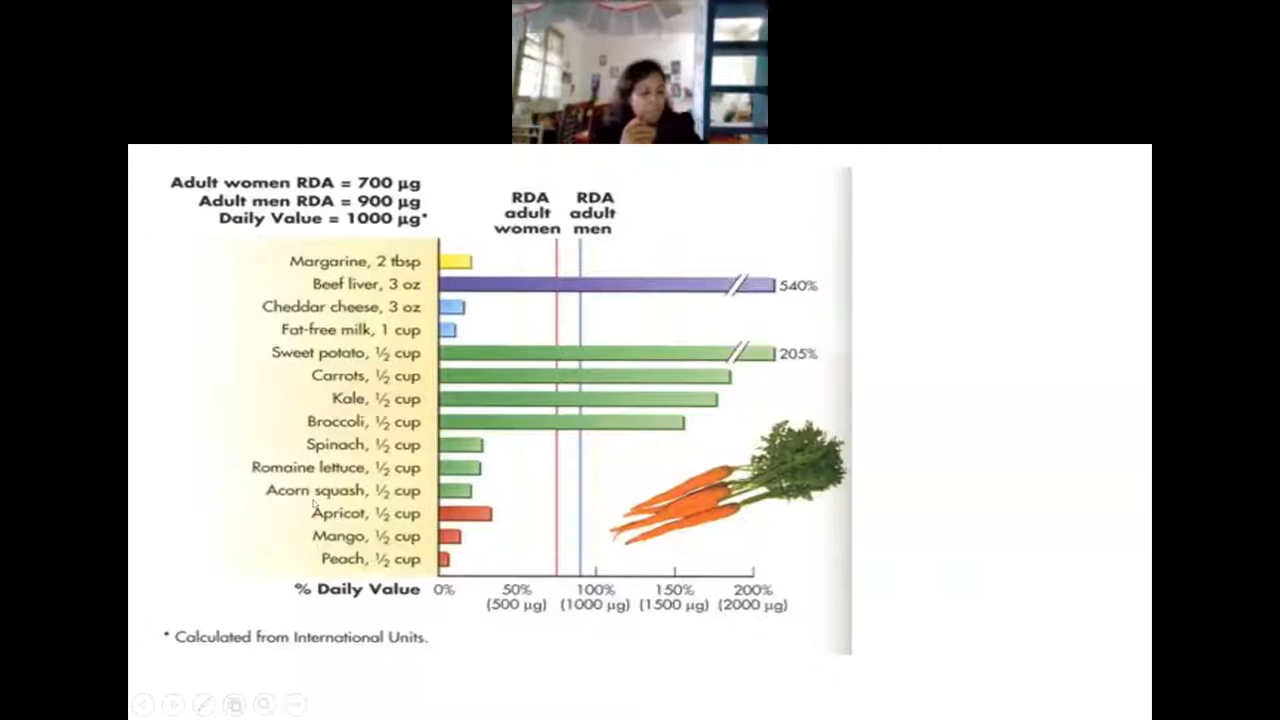 Adult women RDA = 700 µg
Adult men RDA = 900 µg
Daily Value = 1000 µg*
RDA adult women
RDA adult men
Margarine, 2 tbsp
Beef liver, 3 oz
540%
Cheddar cheese, 3 oz
Fat-free milk, 1 cup
Sweet potato, ½ cup
205%
Carrots, ½ cup
Kale, ½ cup
Broccoli, ½ cup
Spinach, ½ cup
Romaine lettuce, ½ cup
Acorn squash, ½ cup
Apricot, ½ cup
Mango, ½ cup
Peach, ½ cup
% Daily Value 0% 50% 100% 150% 200%
(500 µg) (1000 µg) (1500 µg) (2000 µg)
* Calculated from International Units.